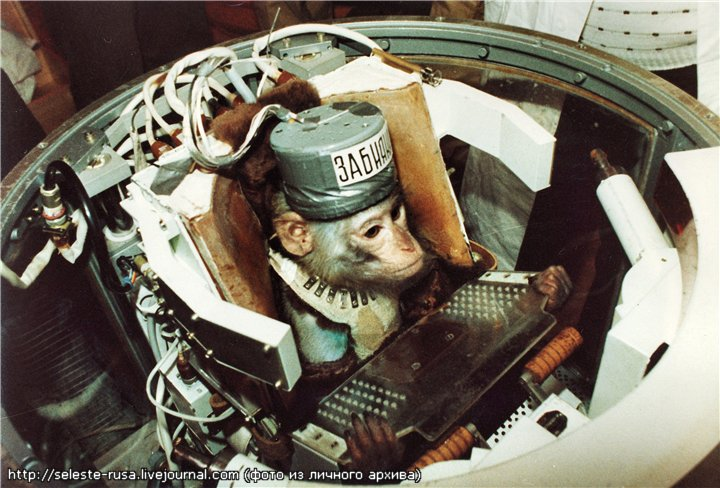 ЗАБИЯ
http://seleste-rusa.livejournal.com (фото из личного архива)